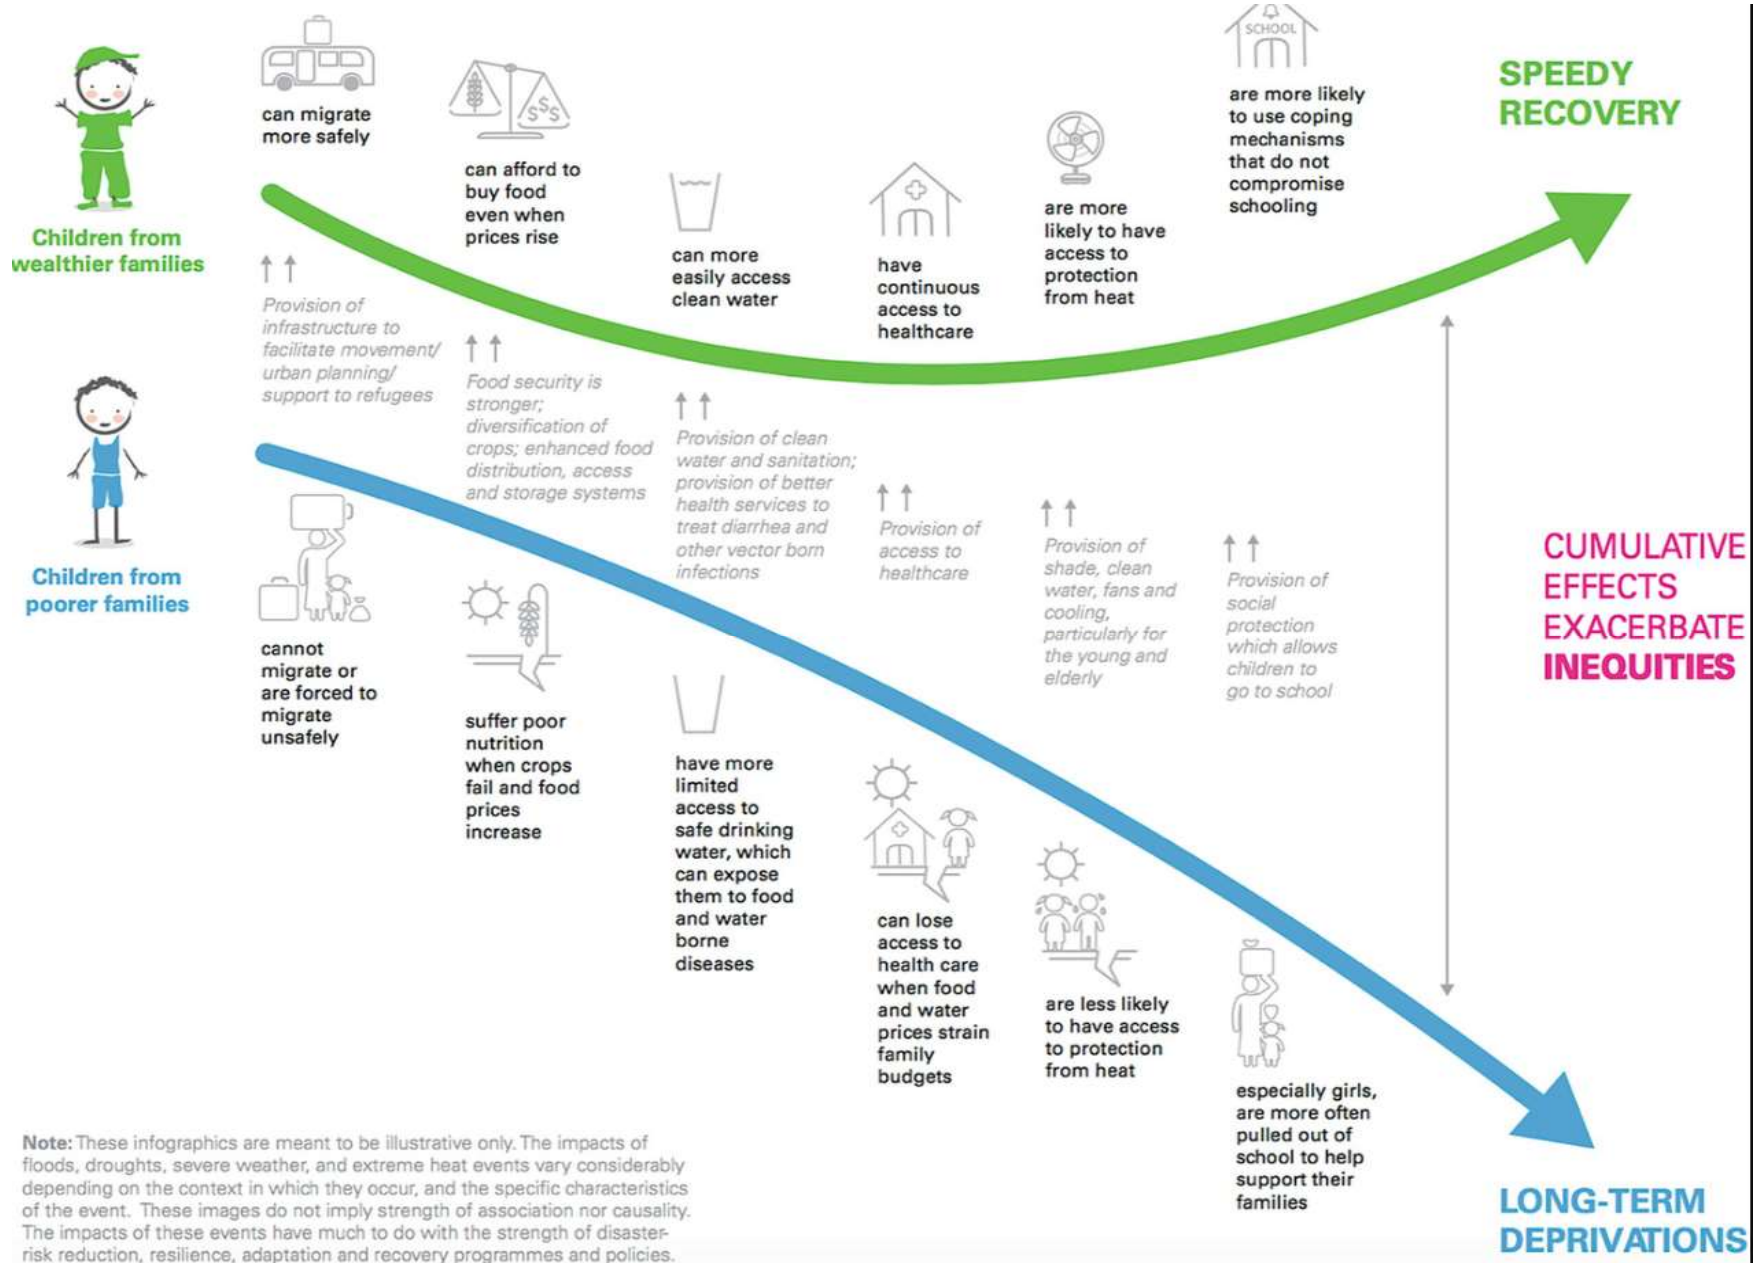 Children from
wealthier families
can migrate
more safely
$$$
can afford to
buy food
even when
prices rise
can more
easily access
clean water
have
continuous
access to
healthcare
are more
likely to have
access to
protection
from heat
SCHOOL
are more likely
to use coping
mechanisms
that do not
compromise
schooling
SPEEDY
RECOVERY
Provision of
infrastructure to
facilitate movement/
urban planning/
support to refugees
Food security is
stronger;
diversification of
crops; enhanced food
distribution, access
and storage systems
Provision of clean
water and sanitation;
provision of better
health services to
treat diarrhea and
other vector born
infections
Provision of
access to
healthcare
Provision of
shade, clean
water, fans and
cooling,
particularly for
the young and
elderly
Provision of
social
protection
which allows
children to
go to school
CUMULATIVE
EFFECTS
EXACERBATE
INEQUITIES
Children from
poorer families
cannot
migrate or
are forced to
migrate
unsafely
suffer poor
nutrition
when crops
fail and food
prices
increase
have more
limited
access to
safe drinking
water, which
can expose
them to food
and water
borne
diseases
can lose
access to
health care
when food
and water
prices strain
family
budgets
are less likely
to have access
to protection
from heat
especially girls,
are more often
pulled out of
school to help
support their
families
LONG-TERM
DEPRIVATIONS
Note: These infographics are meant to be illustrative only. The impacts of
floods, droughts, severe weather, and extreme heat events vary considerably
depending on the context in which they occur, and the specific characteristics
of the event. These images do not imply strength of association nor causality.
The impacts of these events have much to do with the strength of disaster-
risk reduction, resilience, adaptation and recovery programmes and policies.